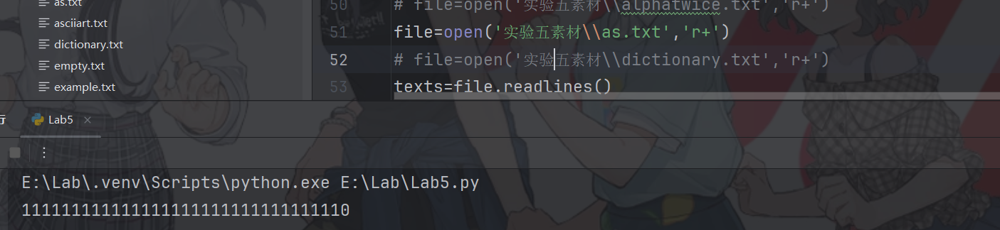 as.txt
asciiart.txt
dictionary.txt
empty.txt
example.txt
50 # file=open('实验五素材\\alphatwice.txt','r+')
51 file=open('实验五素材\\as.txt','r+')
52 # file=open('实验五素材\\dictionary.txt','r+')
53 texts=file.readlines()
行
Lab5
E:\Lab\.venv\Scripts\python.exe E:\Lab\Lab5.py
111111111111111111111111111111110